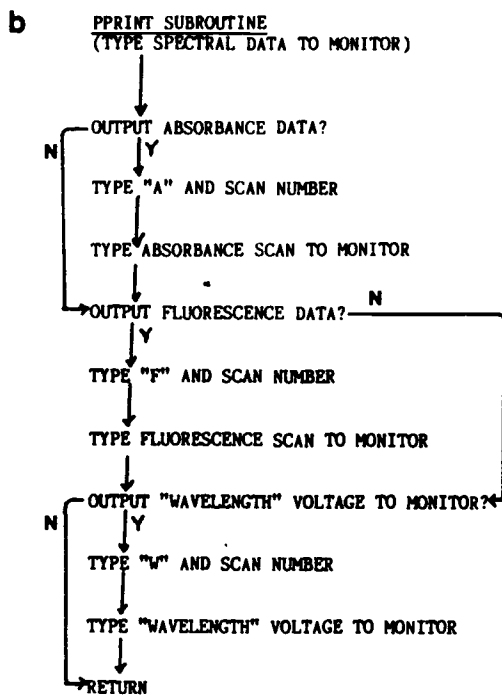 b
PPRINT SUBROUTINE
(TYPE SPECTRAL DATA TO MONITOR)
OUTPUT ABSORBANCE DATA?
N
Y
TYPE "A" AND SCAN NUMBER
TYPE ABSORBANCE SCAN TO MONITOR
OUTPUT FLUORESCENCE DATA?
N
Y
TYPE "F" AND SCAN NUMBER
TYPE FLUORESCENCE SCAN TO MONITOR
OUTPUT "WAVELENGTH" VOLTAGE TO MONITOR?
N
Y
TYPE "W" AND SCAN NUMBER
TYPE "WAVELENGTH" VOLTAGE TO MONITOR
RETURN